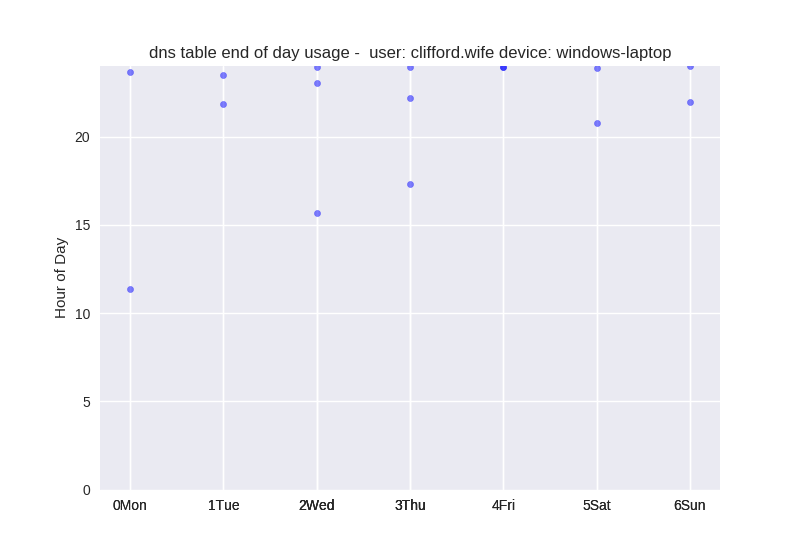 dns table end of day usage -  user: clifford.wife device: windows-laptop
20
15
10
5
0
Hour of Day
0Mon 1Tue 2Wed 3Thu 4Fri 5Sat 6Sun